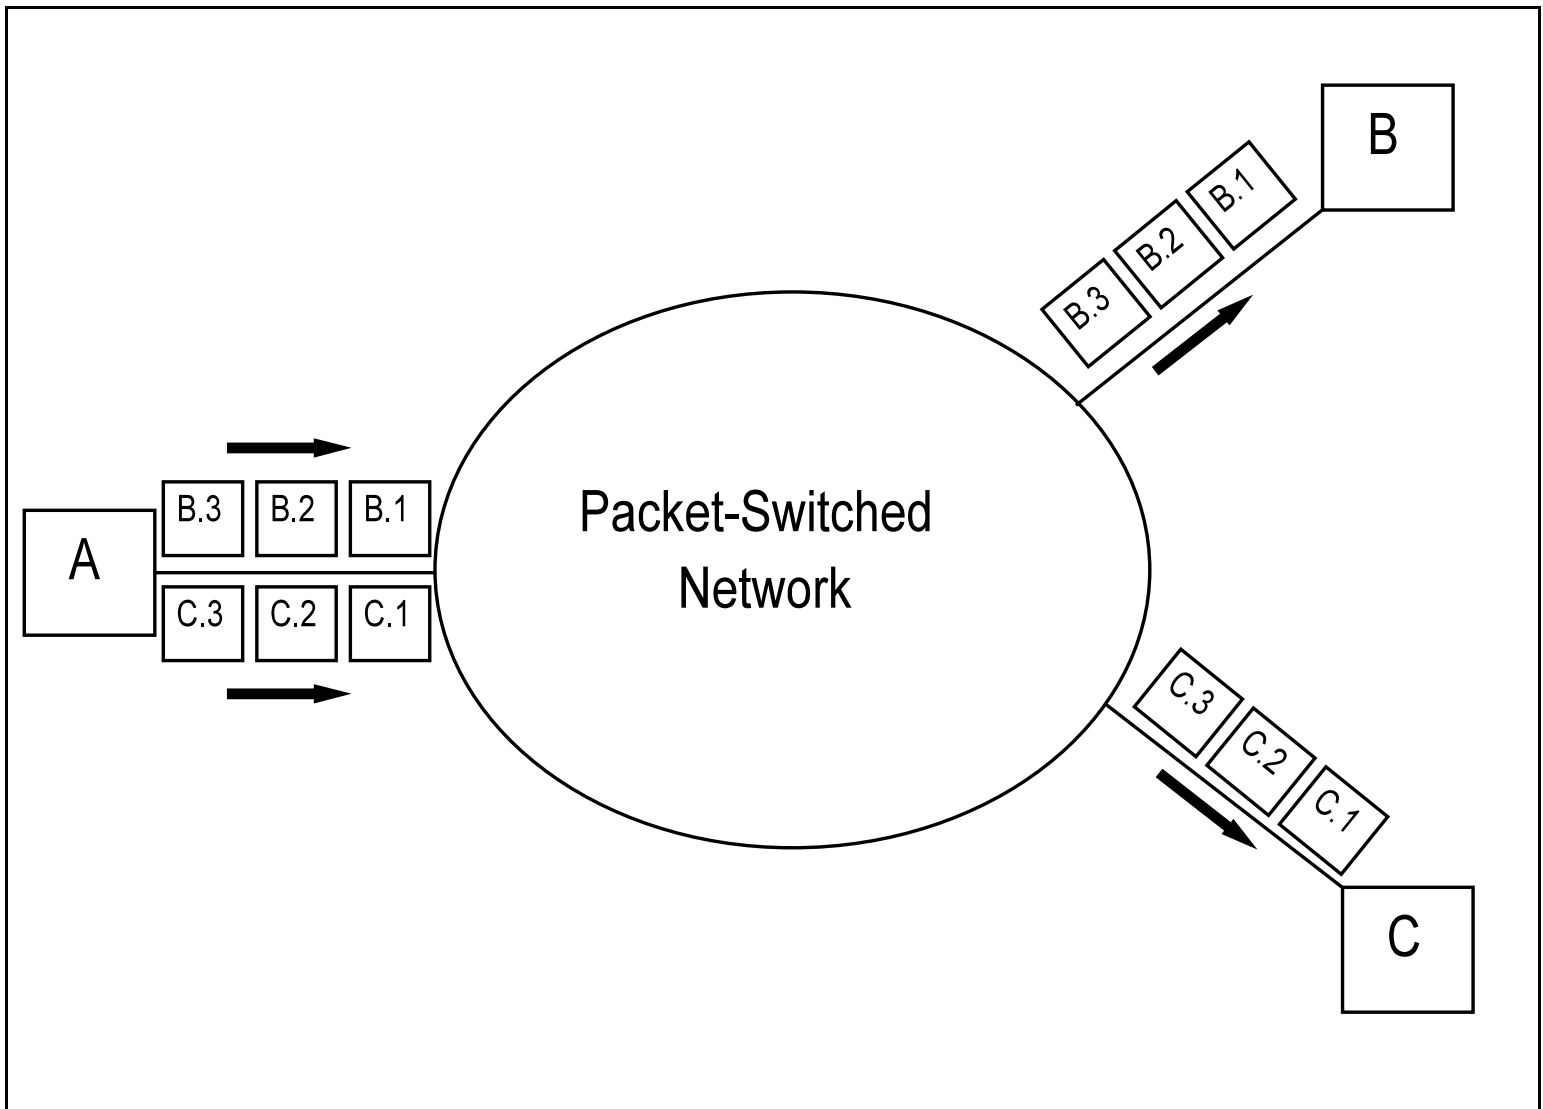 B
B.1
B.2
B.3
Packet-Switched
Network
A
B.3 B.2 B.1
C.3 C.2 C.1
C.3
C.2
C.1
C